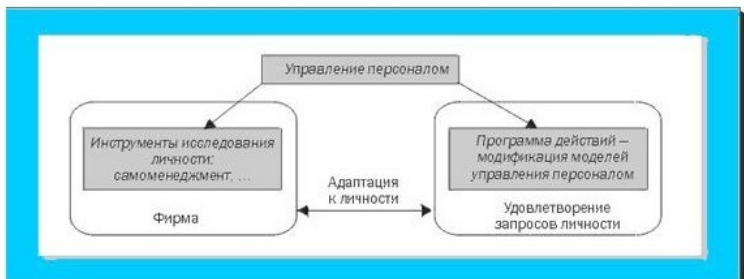 Управление персоналом
Инструменты исследования
личности:
самоменеджмент, ...
Фирма
Адаптация
к личности
Программа действий –
модификация моделей
управления персоналом
Удовлетворение
запросов личности